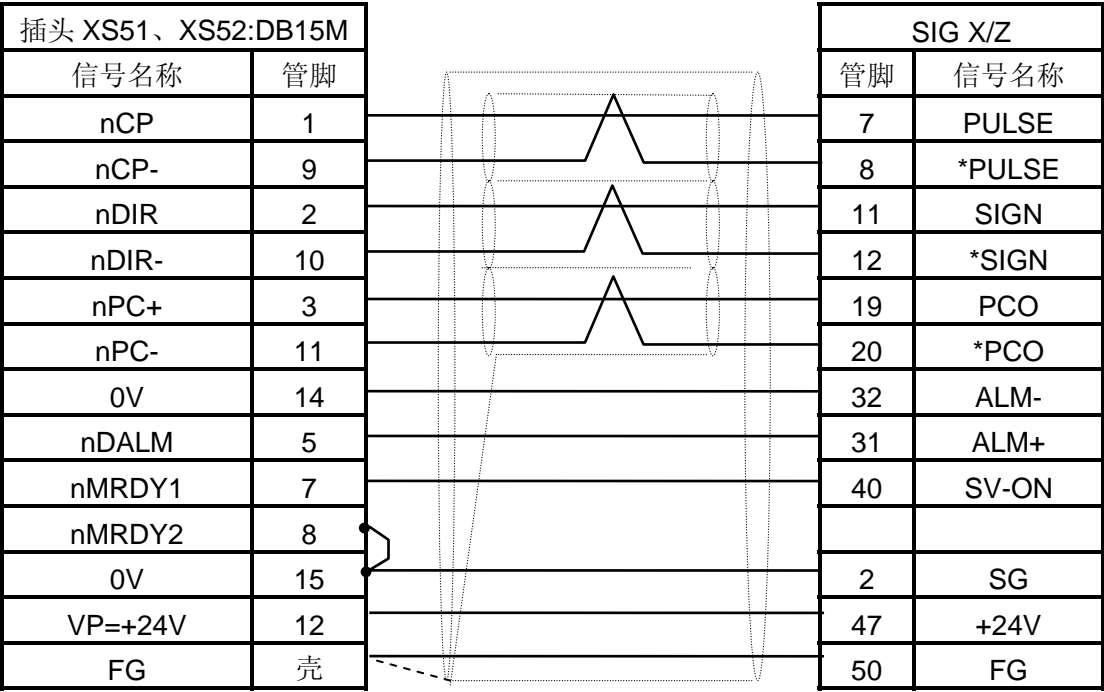 插头 XS51、XS52:DB15M SIG X/Z
信号名称 管脚 管脚 信号名称
nCP 1 7 PULSE
nCP- 9 8 *PULSE
nDIR 2 11 SIGN
nDIR- 10 12 *SIGN
nPC+ 3 19 PCO
nPC- 11 20 *PCO
0V 14 32 ALM-
nDALM 5 31 ALM+
nMRDY1 7 40 SV-ON
nMRDY2 8
0V 15 2 SG
VP=+24V 12 47 +24V
FG 壳 50 FG